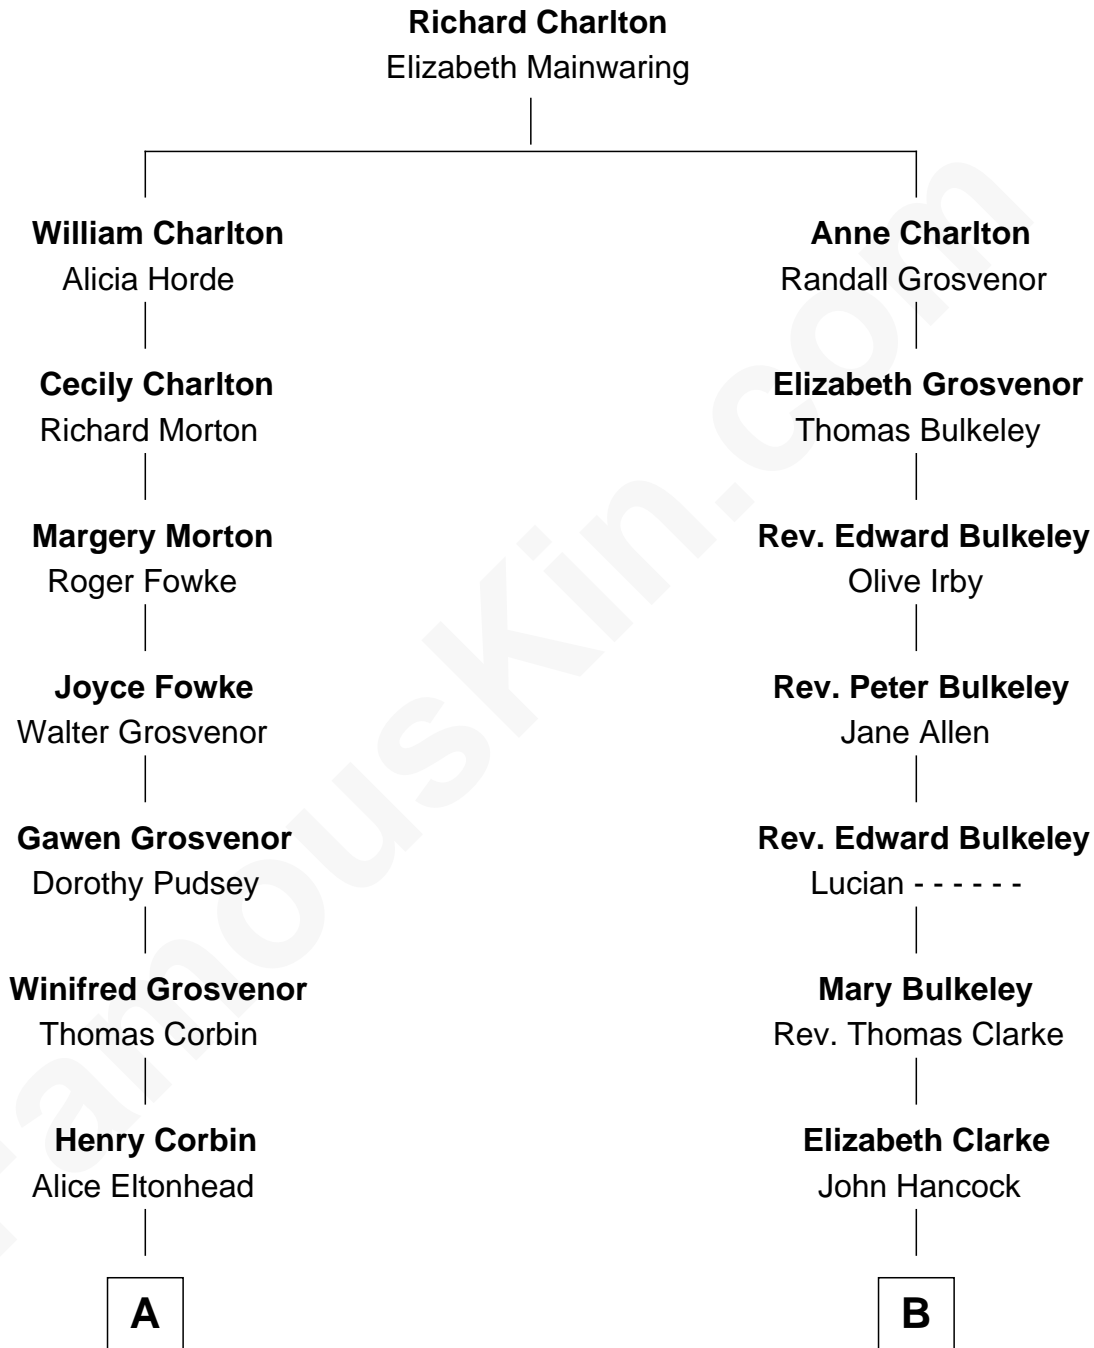 Richard Charlton
Elizabeth Mainwaring
William Charlton
Alicia Horde
Cecily Charlton
Richard Morton
Margery Morton
Roger Fowke
Joyce Fowke
Walter Grosvenor
Gawen Grosvenor
Dorothy Pudsey
Winifred Grosvenor
Thomas Corbin
Henry Corbin
Alice Eltonhead
A
Anne Charlton
Randall Grosvenor
Elizabeth Grosvenor
Thomas Bulkeley
Rev. Edward Bulkeley
Olive Irby
Rev. Peter Bulkeley
Jane Allen
Rev. Edward Bulkeley
Lucian - - - - - -
Mary Bulkeley
Rev. Thomas Clarke
Elizabeth Clarke
John Hancock
B
FamousKin.com